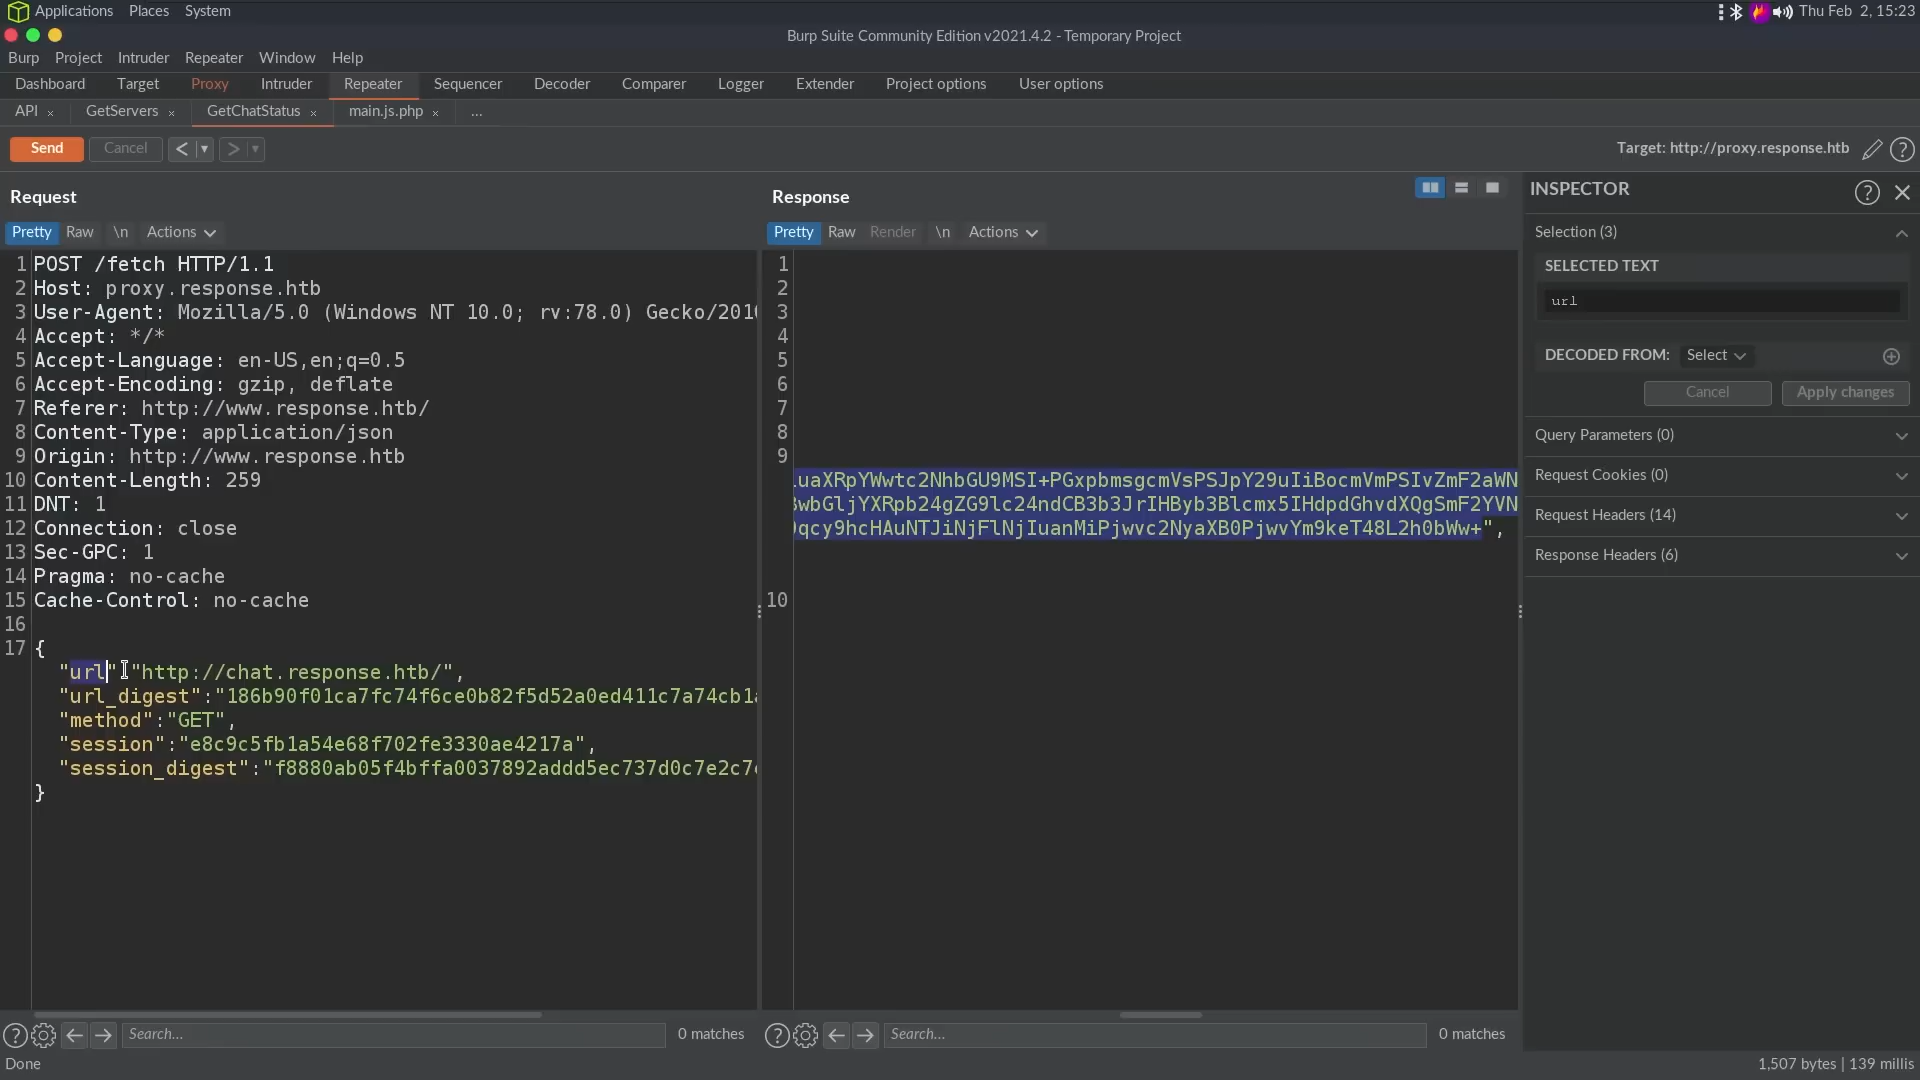 Applications Places System Thu Feb 2, 15:23
Burp Suite Community Edition v2021.4.2 - Temporary Project
Burp Project Intruder Repeater Window Help
Dashboard Target Proxy Intruder Repeater Sequencer Decoder Comparer Logger Extender Project options User options
API × GetServers × GetChatStatus × main.js.php × ...
Send Cancel < > Target: http://proxy.response.htb
Request
Pretty Raw \n Actions
1 POST /fetch HTTP/1.1
2 Host: proxy.response.htb
3 User-Agent: Mozilla/5.0 (Windows NT 10.0; rv:78.0) Gecko/201
4 Accept: */*
5 Accept-Language: en-US,en;q=0.5
6 Accept-Encoding: gzip, deflate
7 Referer: http://www.response.htb/
8 Content-Type: application/json
9 Origin: http://www.response.htb
10 Content-Length: 259
11 DNT: 1
12 Connection: close
13 Sec-GPC: 1
14 Pragma: no-cache
15 Cache-Control: no-cache
16
17 {
"url":"http://chat.response.htb/",
"url_digest":"186b90f01ca7fc74f6ce0b82f5d52a0ed411c7a74cb1
"method":"GET",
"session":"e8c9c5fb1a54e68f702fe3330ae4217a",
"session_digest":"f8880ab05f4bffa0037892addd5ec737d0c7e2c7
}
Search... 0 matches
Response
Pretty Raw Render \n Actions
1
2
3
4
5
6
7
8
9
uaXRpYWwtc2NhbGU9MSI+PGxpbmsgcmVsPSJpY29uIiBocmVmPSIvZmF2aWN
wbGljYXRpb24gZG9lc24ndCB3b3JrIHByb3Blcmx5IHdpdGhvdXQgSmF2YVN
qcy9hcHAuNTJiNjFlNjIuanMiPjwvc2NyaXB0PjwvYm9keT48L2h0bWw+",
10
Search... 0 matches
INSPECTOR
Selection (3)
SELECTED TEXT
url
DECODED FROM: Select
Cancel Apply changes
Query Parameters (0)
Request Cookies (0)
Request Headers (14)
Response Headers (6)
Done 1,507 bytes | 139 millis